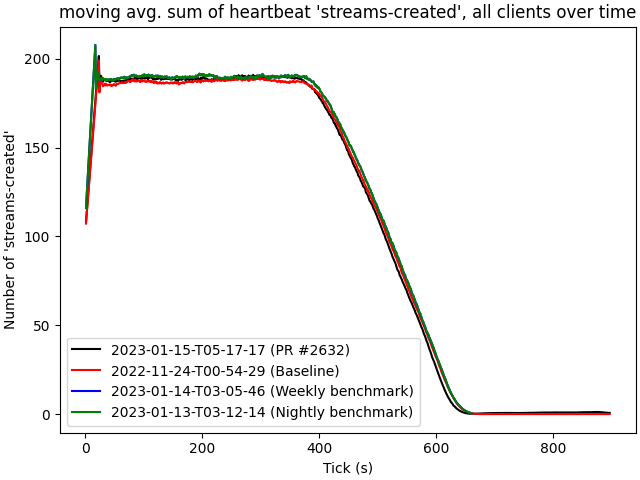 moving avg. sum of heartbeat 'streams-created', all clients over time
Number of 'streams-created'
200
150
100
50
0
2023-01-15-T05-17-17 (PR #2632)
2022-11-24-T00-54-29 (Baseline)
2023-01-14-T03-05-46 (Weekly benchmark)
2023-01-13-T03-12-14 (Nightly benchmark)
0 200 400 600 800
Tick (s)